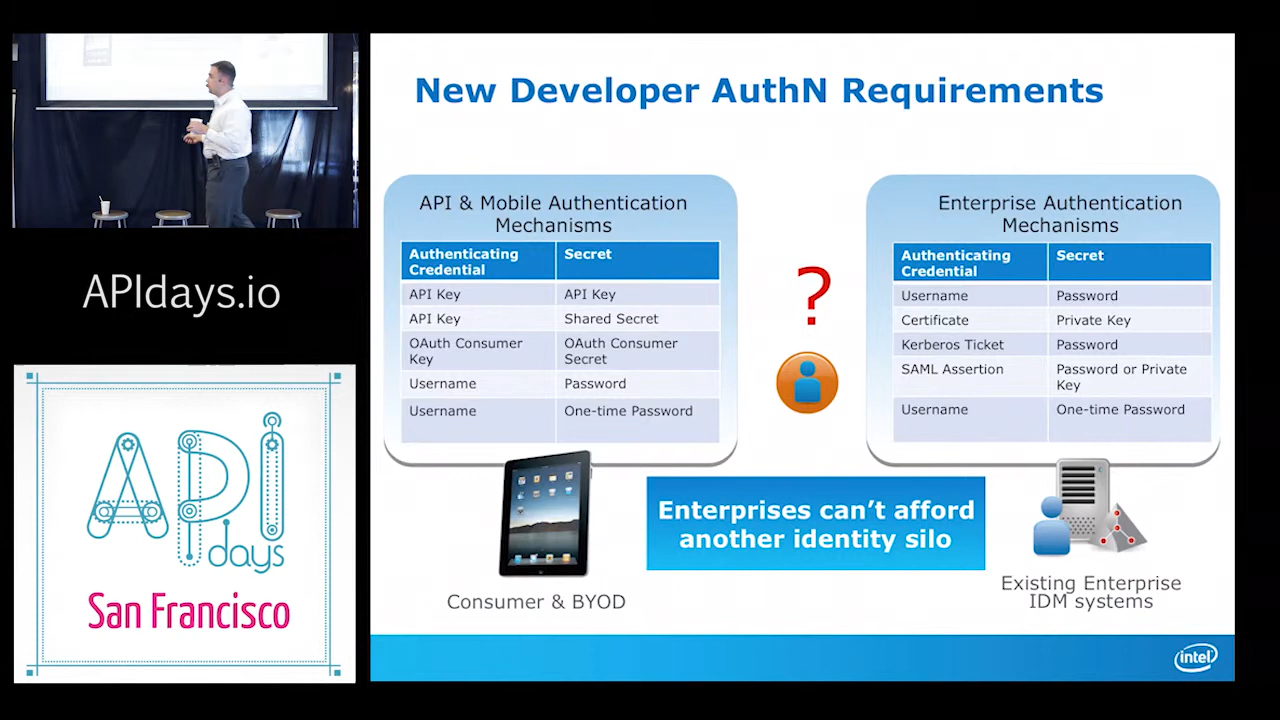 APIdays.io
API
days
San Francisco
New Developer AuthN Requirements
API & Mobile Authentication
Mechanisms
Authenticating
Credential
Secret
API Key
API Key
API Key
Shared Secret
OAuth Consumer
Key
OAuth Consumer
Secret
Username
Password
Username
One-time Password
?
Enterprise Authentication
Mechanisms
Authenticating
Credential
Secret
Username
Password
Certificate
Private Key
Kerberos Ticket
Password
SAML Assertion
Password or Private
Key
Username
One-time Password
Enterprises can’t afford
another identity silo
Consumer & BYOD
Existing Enterprise
IDM systems
intel